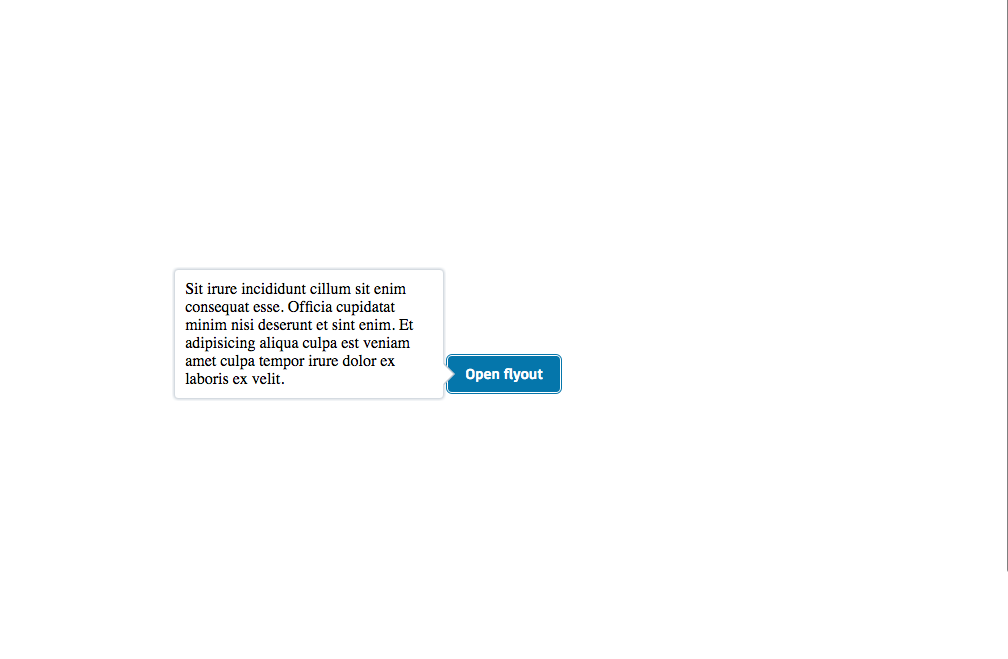 Sit irure incididunt cillum sit enim
consequat esse. Officia cupidatat
minim nisi deserunt et sint enim. Et
adipisicing aliqua culpa est veniam
amet culpa tempor irure dolor ex
laboris ex velit.
Open flyout